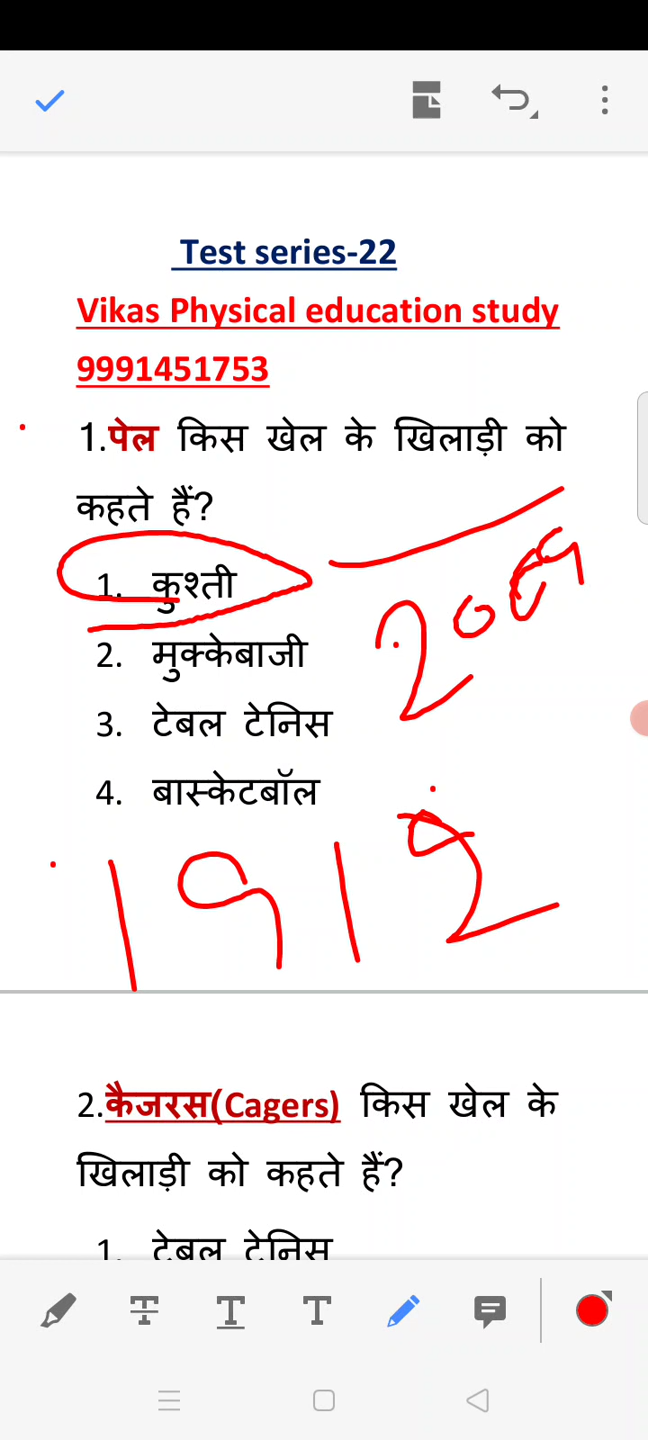 Test series-22
Vikas Physical education study
9991451753
1.पेल किस खेल के खिलाड़ी को
कहते हैं?
1. कुश्ती
2. मुक्केबाजी
2009
3. टेबल टेनिस
4. बास्केटबॉल
1912
2.कैजरस(Cagers) किस खेल के
खिलाड़ी को कहते हैं?
1. टेबल टेनिस